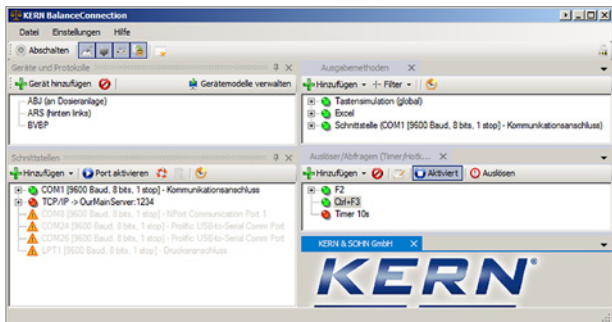 KERN BalanceConnection
Datei Einstellungen Hilfe
Abschalten
Geräte und Protokolle
Gerät hinzufügen
Gerätemodelle verwalten
ABJ (an Dosieranlage)
ARS (hinten links)
BVBP
Ausgabemethoden
Hinzufügen
Filter
Tastensimulation (global)
Excel
Schnittstelle (COM1 [9600 Baud, 8 bits, 1 stop] - Kommunikationsanschluss)
Schnittstellen
Hinzufügen
Port aktivieren
COM1 [9600 Baud, 8 bits, 1 stop] - Kommunikationsanschluss
TCP/IP -> OurMainServer:1234
COM8 [9600 Baud, 8 bits, 1 stop] - NPort Communication Port 1
COM24 [9600 Baud, 8 bits, 1 stop] - Prolific USB-to-Serial Comm Port
COM26 [9600 Baud, 8 bits, 1 stop] - Prolific USB-to-Serial Comm Port
LPT1 [9600 Baud, 8 bits, 1 stop] - Druckeranschluss
Auslöser/Abfragen (Timer/Hotk...
Hinzufügen
Aktiviert
Auslösen
F2
Ctrl+F3
Timer 10s
KERN & SOHN GmbH
KERN